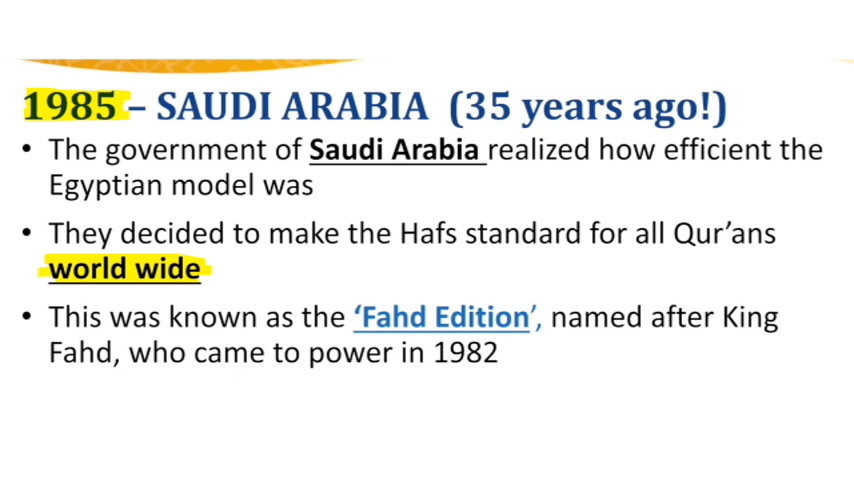 1985 – SAUDI ARABIA (35 years ago!)
• The government of Saudi Arabia realized how efficient the
Egyptian model was
• They decided to make the Hafs standard for all Qur’ans
world wide
• This was known as the ‘Fahd Edition’, named after King
Fahd, who came to power in 1982